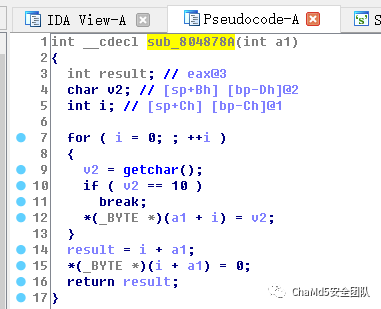 IDA View-A Pseudocode-A S
1 int __cdecl sub_804878A(int a1)
2 {
3 int result; // eax@3
4 char v2; // [sp+Bh] [bp-Dh]@2
5 int i; // [sp+Ch] [bp-Ch]@1
6
7 for ( i = 0; ; ++i )
8 {
9 v2 = getchar();
10 if ( v2 == 10 )
11 break;
12 *(_BYTE *)(a1 + i) = v2;
13 }
14 result = i + a1;
15 *(_BYTE *)(i + a1) = 0;
16 return result;
17 }
ChaMd5安全团队